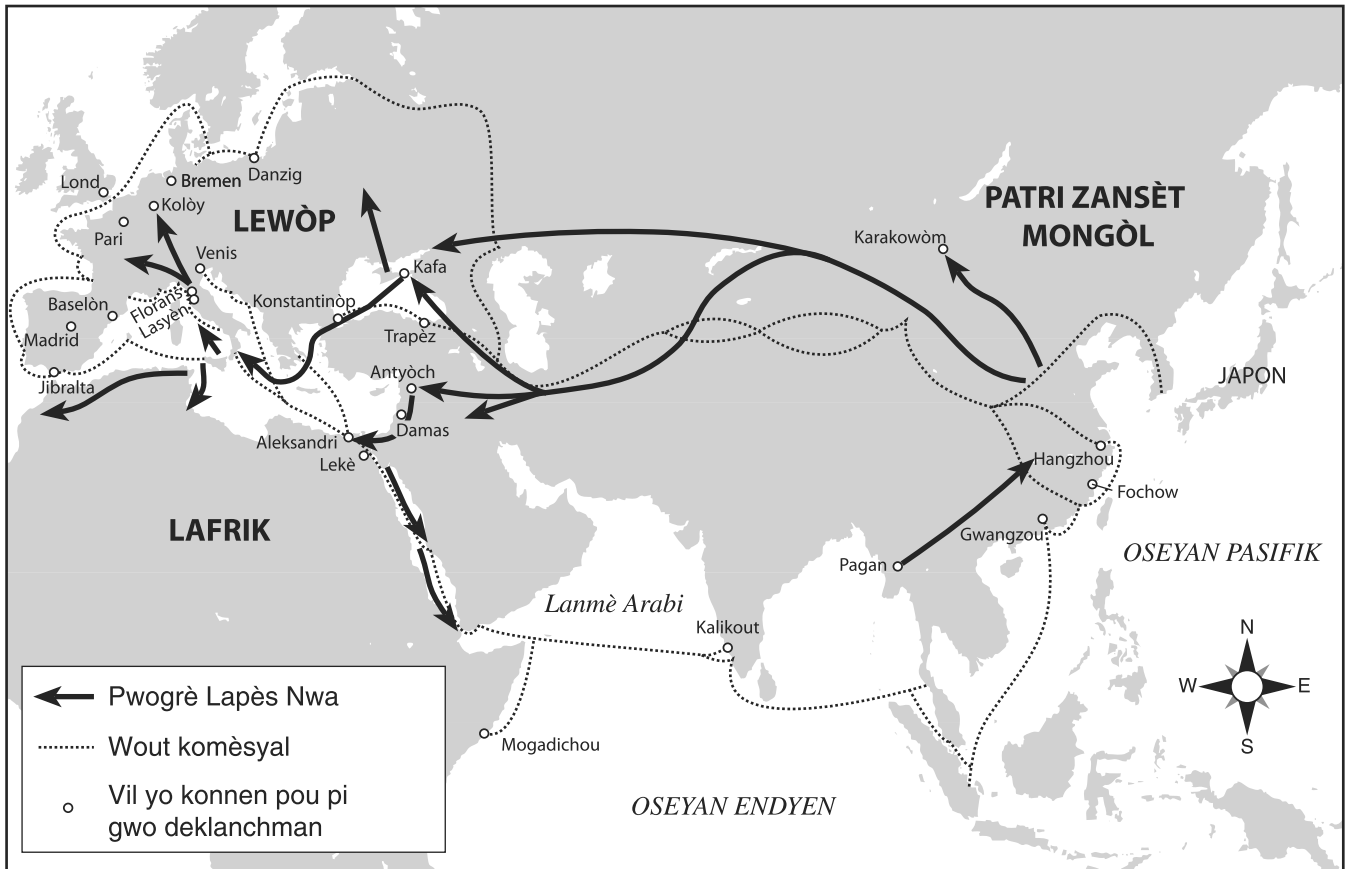 Lond
Bremen
Danzig
Kolòy
LEWÒP
Pari
Venis
Kafa
Karakowòm
PATRI ZANSÈT
MONGÒL
Baselòn
Florans
Lasyèn
Konstantinòp
Madrid
Trapèz
Jibralta
Antyòch
JAPON
Damas
Aleksandri
Lekè
Hangzhou
Fochow
Gwangzou
LAFRIK
Pagan
OSEYAN PASIFIK
Lanmè Arabi
Kalikout
Mogadichou
OSEYAN ENDYEN
N
W
E
S
Pwogrè Lapès Nwa
Wout komèsyal
Vil yo konnen pou pi
gwo deklanchman